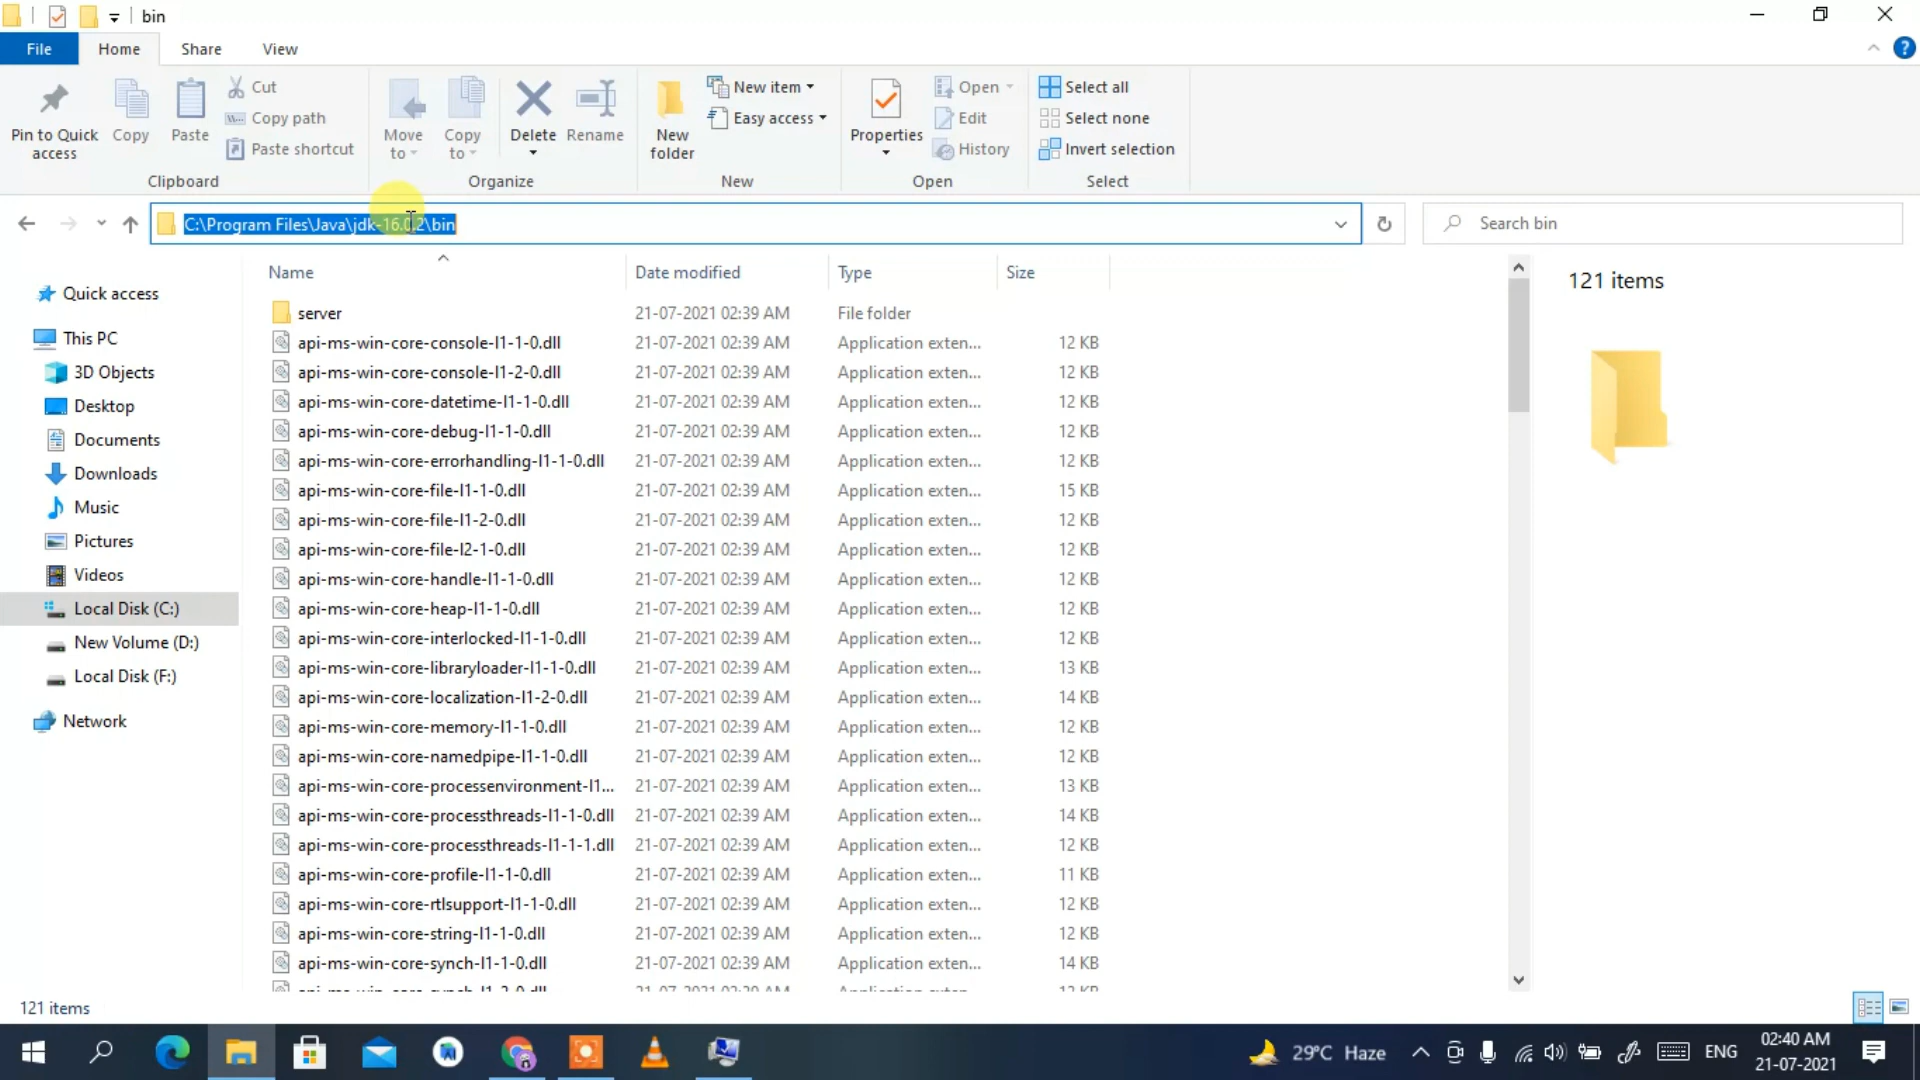 bin
File
Home
Share
View
Pin to Quick access
Copy
Paste
Cut
Copy path
Paste shortcut
Clipboard
Move to
Copy to
Delete
Rename
Organize
New folder
New item
Easy access
New
Properties
Open
Edit
History
Open
Select all
Select none
Invert selection
Select
C:\Program Files\Java\jdk-16.0.2\bin
Search bin
Quick access
This PC
3D Objects
Desktop
Documents
Downloads
Music
Pictures
Videos
Local Disk (C:)
New Volume (D:)
Local Disk (F:)
Network
Name Date modified Type Size
server 21-07-2021 02:39 AM File folder
api-ms-win-core-console-l1-1-0.dll 21-07-2021 02:39 AM Application exten... 12 KB
api-ms-win-core-console-l1-2-0.dll 21-07-2021 02:39 AM Application exten... 12 KB
api-ms-win-core-datetime-l1-1-0.dll 21-07-2021 02:39 AM Application exten... 12 KB
api-ms-win-core-debug-l1-1-0.dll 21-07-2021 02:39 AM Application exten... 12 KB
api-ms-win-core-errorhandling-l1-1-0.dll 21-07-2021 02:39 AM Application exten... 12 KB
api-ms-win-core-file-l1-1-0.dll 21-07-2021 02:39 AM Application exten... 15 KB
api-ms-win-core-file-l1-2-0.dll 21-07-2021 02:39 AM Application exten... 12 KB
api-ms-win-core-file-l2-1-0.dll 21-07-2021 02:39 AM Application exten... 12 KB
api-ms-win-core-handle-l1-1-0.dll 21-07-2021 02:39 AM Application exten... 12 KB
api-ms-win-core-heap-l1-1-0.dll 21-07-2021 02:39 AM Application exten... 12 KB
api-ms-win-core-interlocked-l1-1-0.dll 21-07-2021 02:39 AM Application exten... 12 KB
api-ms-win-core-libraryloader-l1-1-0.dll 21-07-2021 02:39 AM Application exten... 13 KB
api-ms-win-core-localization-l1-2-0.dll 21-07-2021 02:39 AM Application exten... 14 KB
api-ms-win-core-memory-l1-1-0.dll 21-07-2021 02:39 AM Application exten... 12 KB
api-ms-win-core-namedpipe-l1-1-0.dll 21-07-2021 02:39 AM Application exten... 12 KB
api-ms-win-core-processenvironment-l1... 21-07-2021 02:39 AM Application exten... 13 KB
api-ms-win-core-processthreads-l1-1-0.dll 21-07-2021 02:39 AM Application exten... 14 KB
api-ms-win-core-processthreads-l1-1-1.dll 21-07-2021 02:39 AM Application exten... 12 KB
api-ms-win-core-profile-l1-1-0.dll 21-07-2021 02:39 AM Application exten... 11 KB
api-ms-win-core-rtlsupport-l1-1-0.dll 21-07-2021 02:39 AM Application exten... 12 KB
api-ms-win-core-string-l1-1-0.dll 21-07-2021 02:39 AM Application exten... 12 KB
api-ms-win-core-synch-l1-1-0.dll 21-07-2021 02:39 AM Application exten... 14 KB
121 items
121 items
29°C Haze
ENG
02:40 AM
21-07-2021